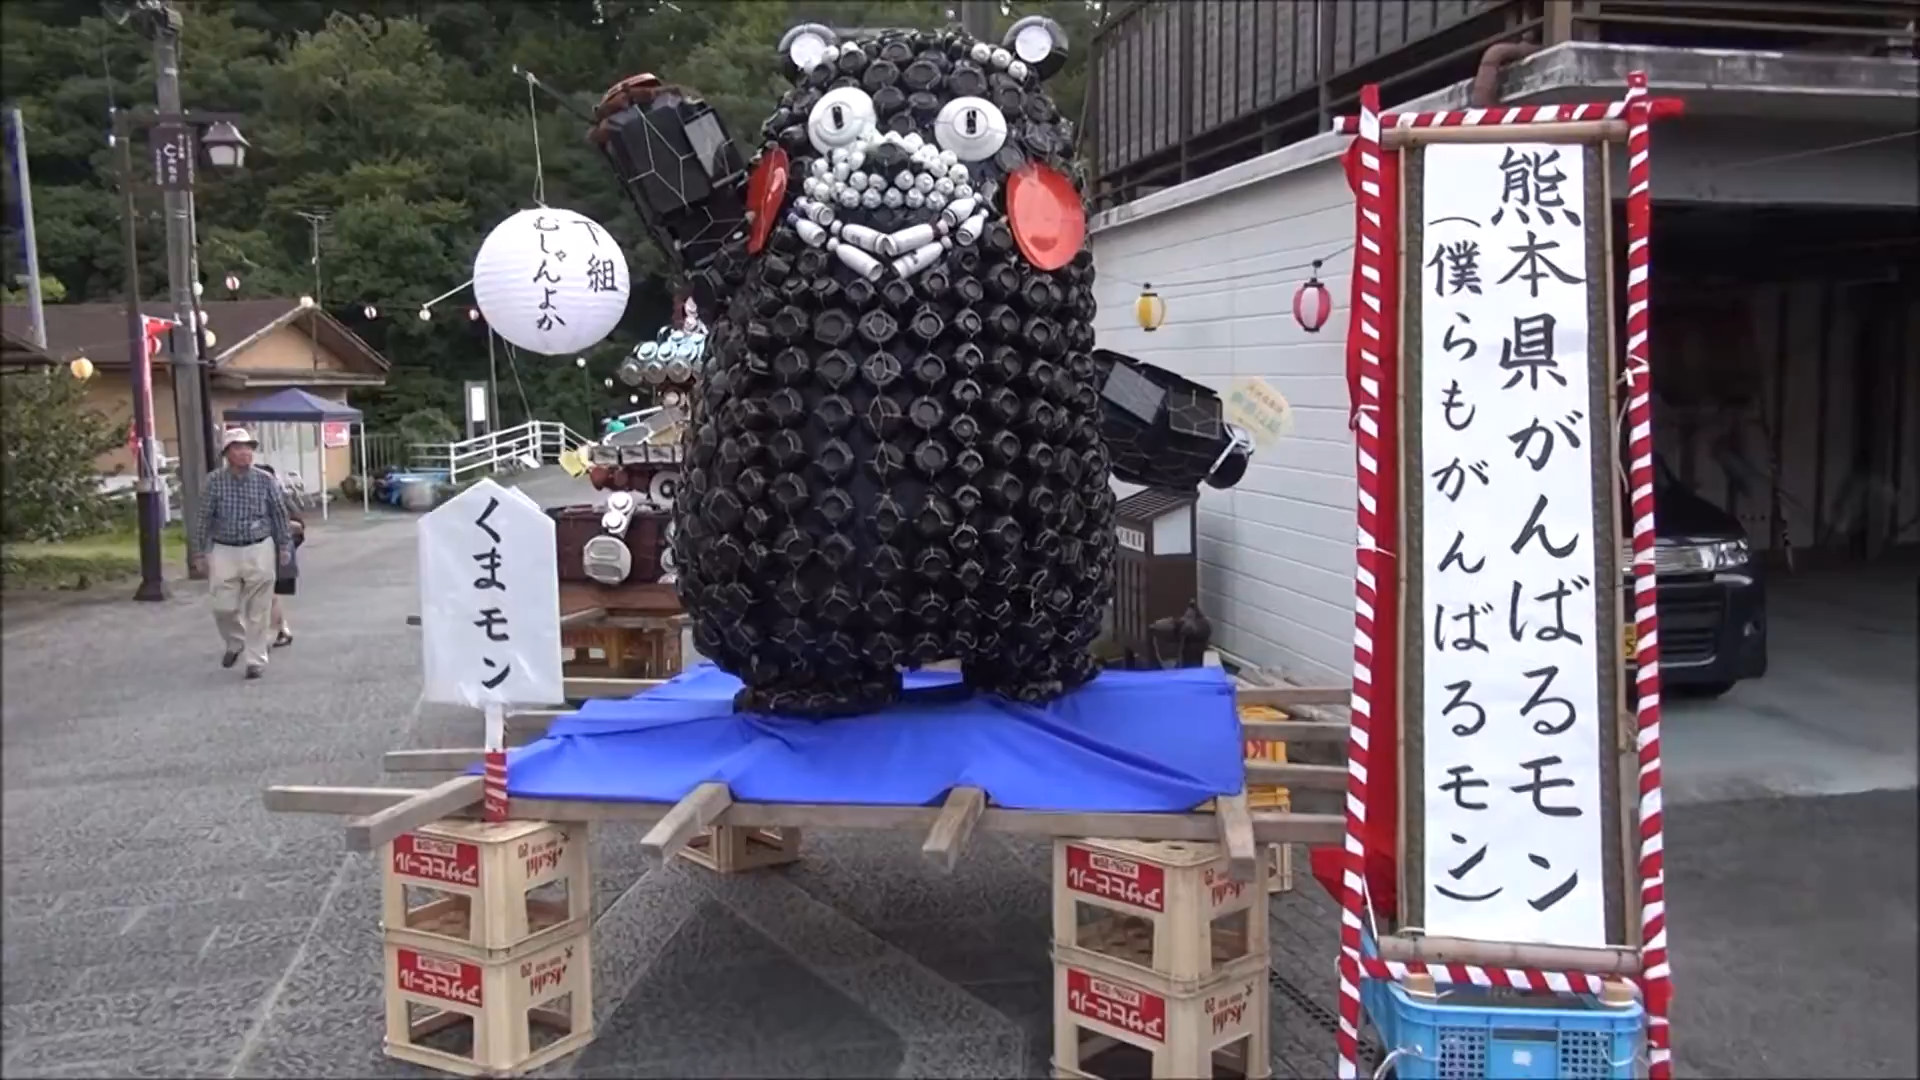 熊本県がんばるモン
（僕らもがんばるモン）
下組
むしゃんよか
くまモン
アサヒビール
Asahi
アサヒビール
Asahi
アサヒビール
Asahi
アサヒビール
Asahi